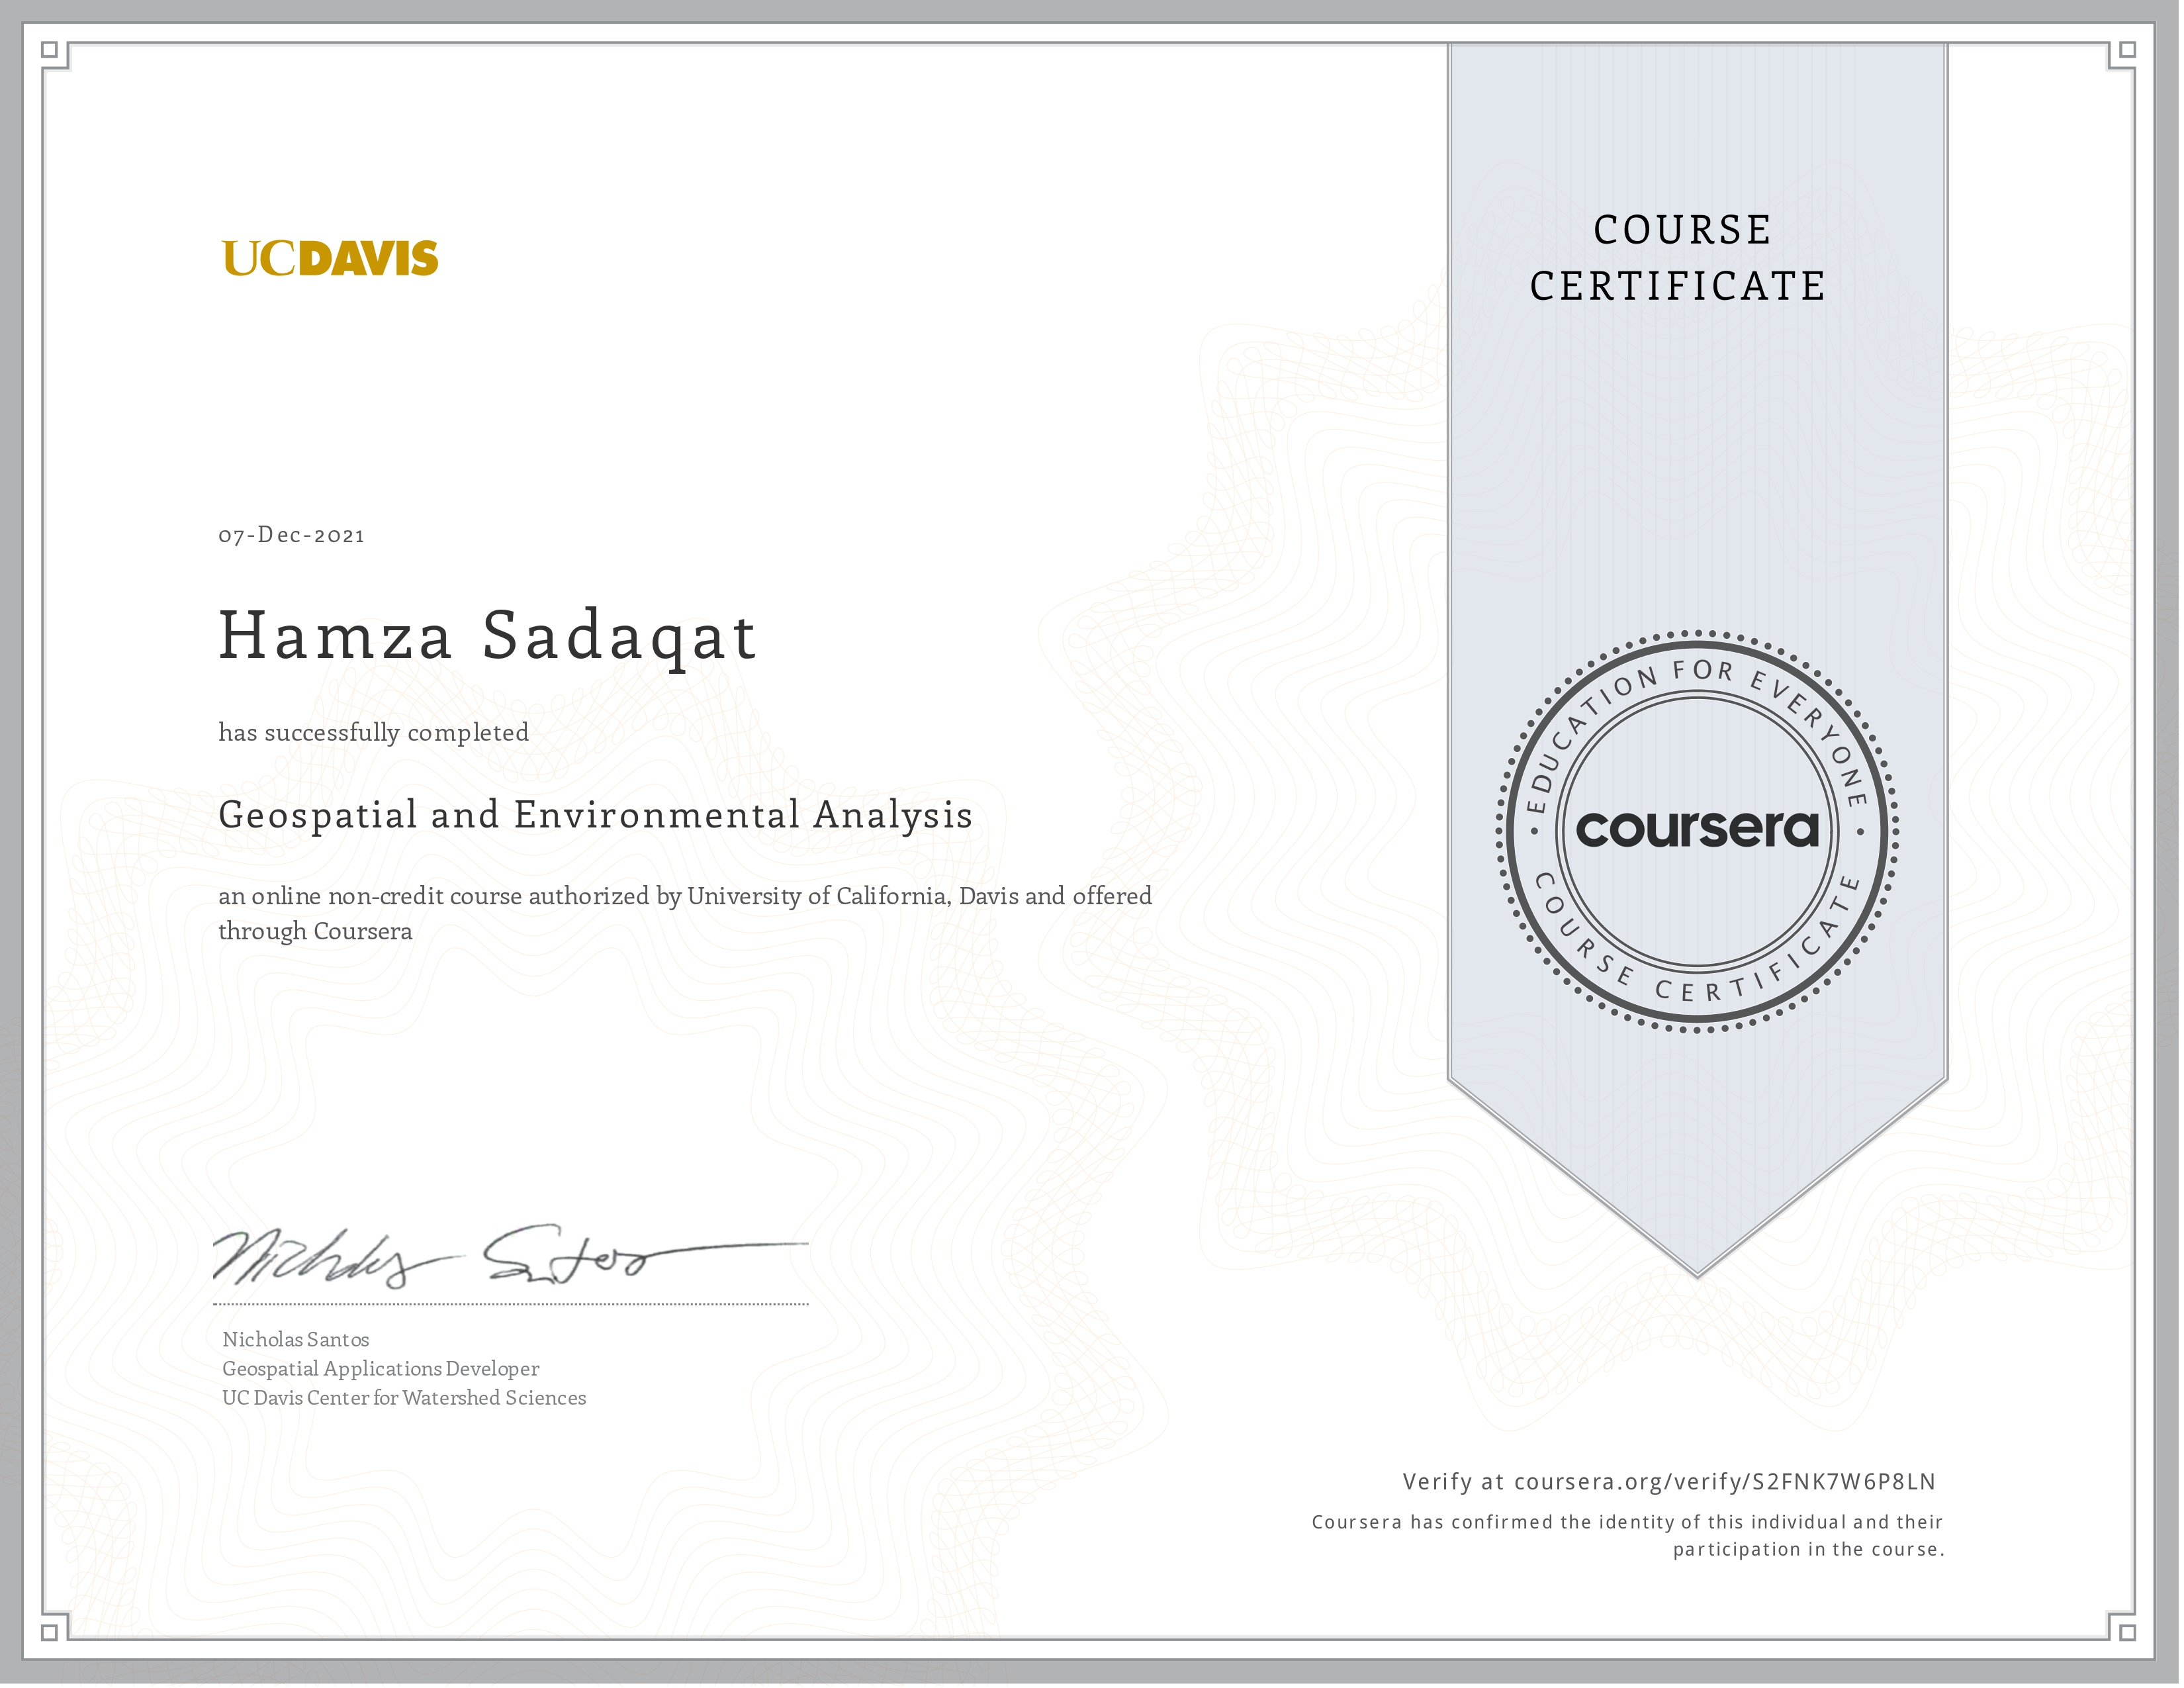 UCDAVIS
COURSE
CERTIFICATE
07-Dec-2021
Hamza Sadaqat
has successfully completed
Geospatial and Environmental Analysis
an online non-credit course authorized by University of California, Davis and offered
through Coursera
EDUCATION FOR EVERYONE
coursera
COURSE CERTIFICATE
Nicholas Santos
Nicholas Santos
Geospatial Applications Developer
UC Davis Center for Watershed Sciences
Verify at coursera.org/verify/S2FNK7W6P8LN
Coursera has confirmed the identity of this individual and their
participation in the course.